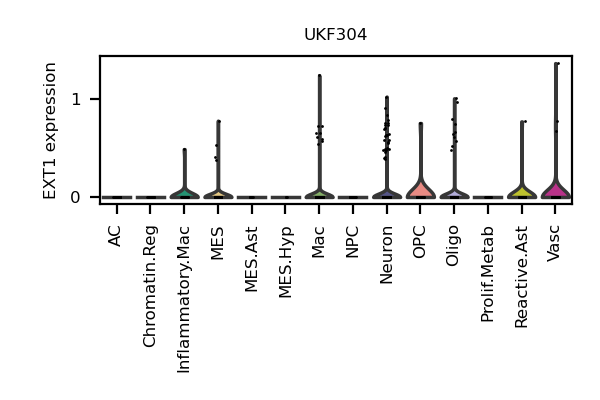 UKF304
EXT1 expression
1
0
AC
Chromatin.Reg
Inflammatory.Mac
MES
MES.Ast
MES.Hyp
Mac
NPC
Neuron
OPC
Oligo
Prolif.Metab
Reactive.Ast
Vasc